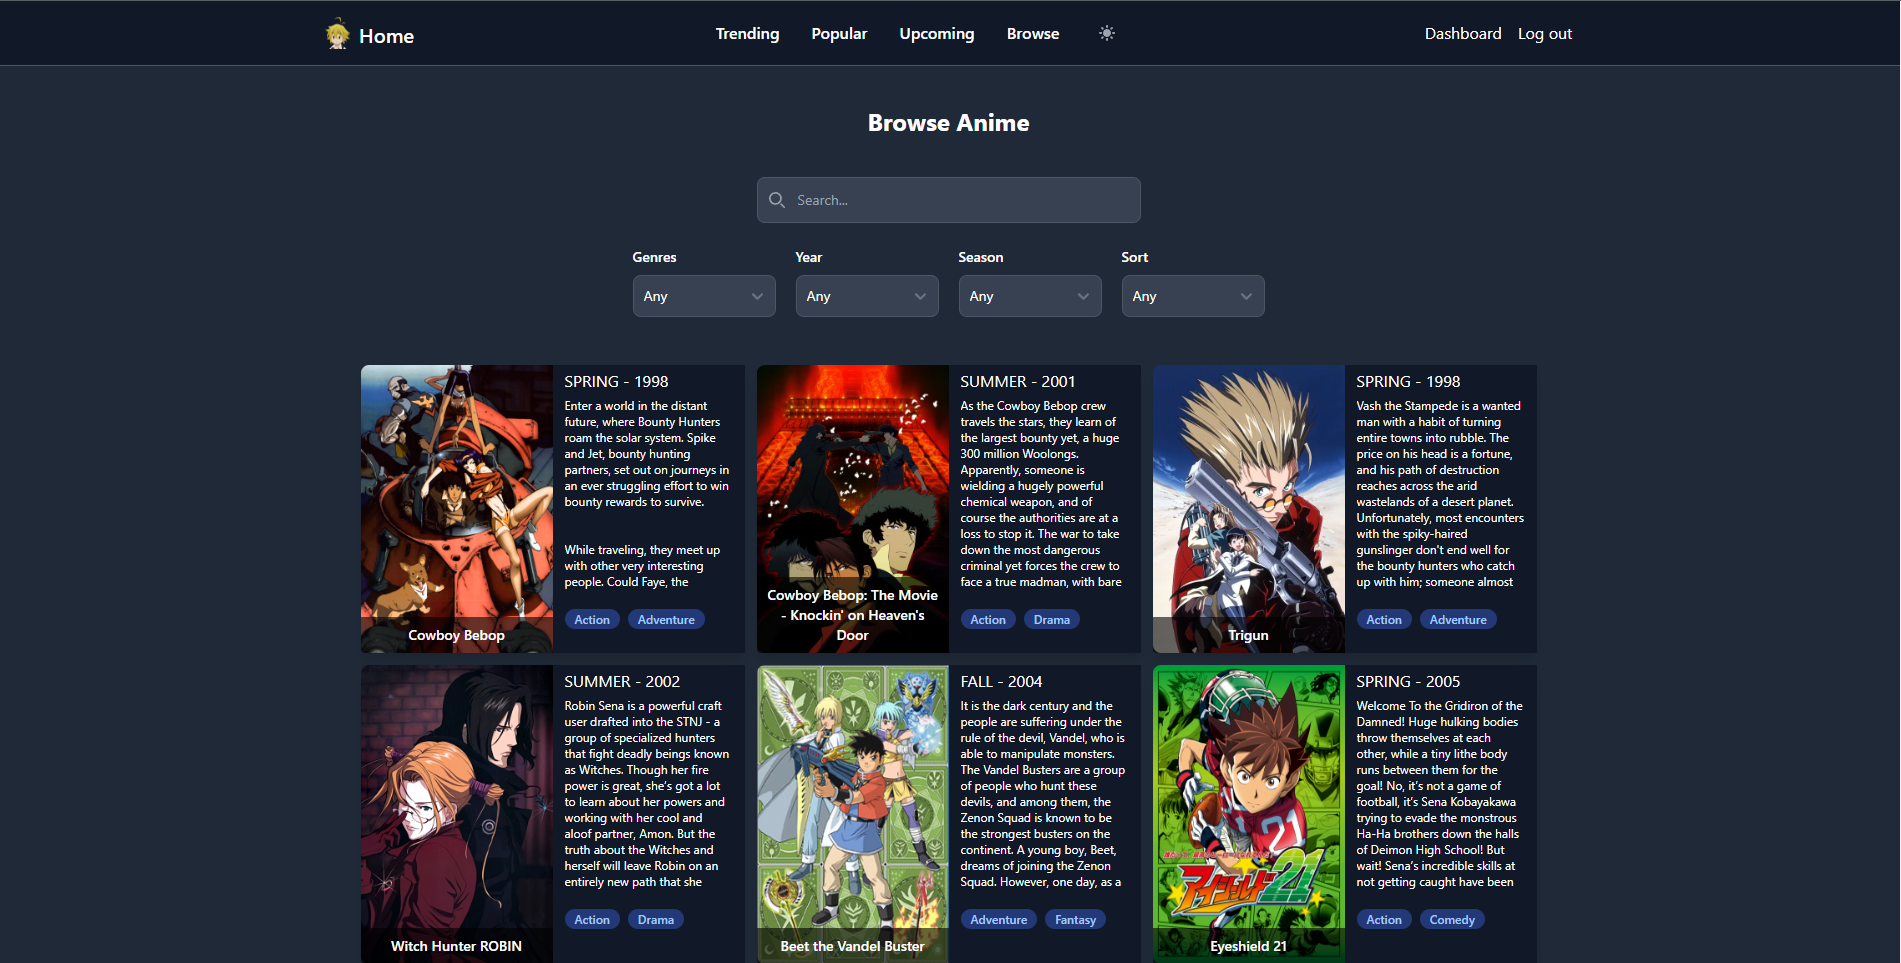 Home
Trending
Popular
Upcoming
Browse
Dashboard
Log out
Browse Anime
Search...
Genres
Year
Season
Sort
Any
Any
Any
Any
SPRING - 1998
Enter a world in the distant
future, where Bounty Hunters
roam the solar system. Spike
and Jet, bounty hunting
partners, set out on journeys in
an ever struggling effort to win
bounty rewards to survive.
While traveling, they meet up
with other very interesting
people. Could Faye, the
Action
Adventure
Cowboy Bebop
SUMMER - 2001
As the Cowboy Bebop crew
travels the stars, they learn of
the largest bounty yet, a huge
300 million Woolongs.
Apparently, someone is
wielding a hugely powerful
chemical weapon, and of
course the authorities are at a
loss to stop it. The war to take
down the most dangerous
criminal yet forces the crew to
face a true madman, with bare
Action
Drama
Cowboy Bebop: The Movie
- Knockin' on Heaven's
Door
SPRING - 1998
Vash the Stampede is a wanted
man with a habit of turning
entire towns into rubble. The
price on his head is a fortune,
and his path of destruction
reaches across the arid
wastelands of a desert planet.
Unfortunately, most encounters
with the spiky-haired
gunslinger don't end well for
the bounty hunters who catch
up with him; someone almost
Action
Adventure
Trigun
SUMMER - 2002
Robin Sena is a powerful craft
user drafted into the STNJ - a
group of specialized hunters
that fight deadly beings known
as Witches. Though her fire
power is great, she's got a lot
to learn about her powers and
working with her cool and
aloof partner, Amon. But the
truth about the Witches and
herself will leave Robin on an
entirely new path that she
Action
Drama
Witch Hunter ROBIN
FALL - 2004
It is the dark century and the
people are suffering under the
rule of the devil, Vandel, who is
able to manipulate monsters.
The Vandel Busters are a group
of people who hunt these
devils, and among them, the
Zenon Squad is known to be
the strongest busters on the
continent. A young boy, Beet,
dreams of joining the Zenon
Squad. However, one day, as a
Adventure
Fantasy
Beet the Vandel Buster
SPRING - 2005
Welcome To the Gridiron of the
Damned! Huge hulking bodies
throw themselves at each
other, while a tiny lithe body
runs between them for the
goal! No, it's not a game of
football, it's Sena Kobayakawa
trying to evade the monstrous
Ha-Ha brothers down the halls
of Deimon High School! But
wait! Sena's incredible skills at
not getting caught have been
Action
Comedy
21
アイシールド21
Eyeshield 21